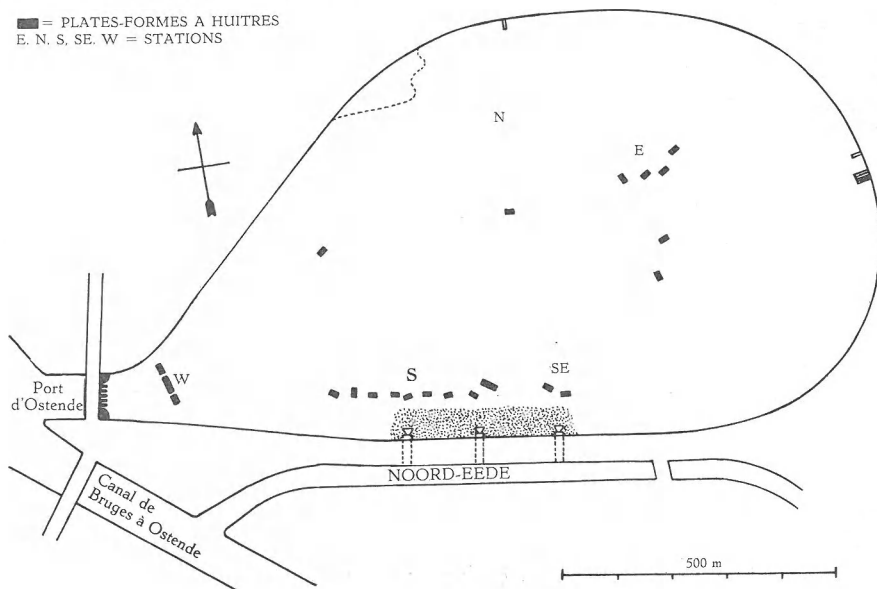 = PLATES-FORMES A HUITRES
E. N. S, SE. W = STATIONS
N
E
W
S
SE
Port
d'Ostende
NOORD-EEDE
Canal de
Bruges à Ostende
500 m